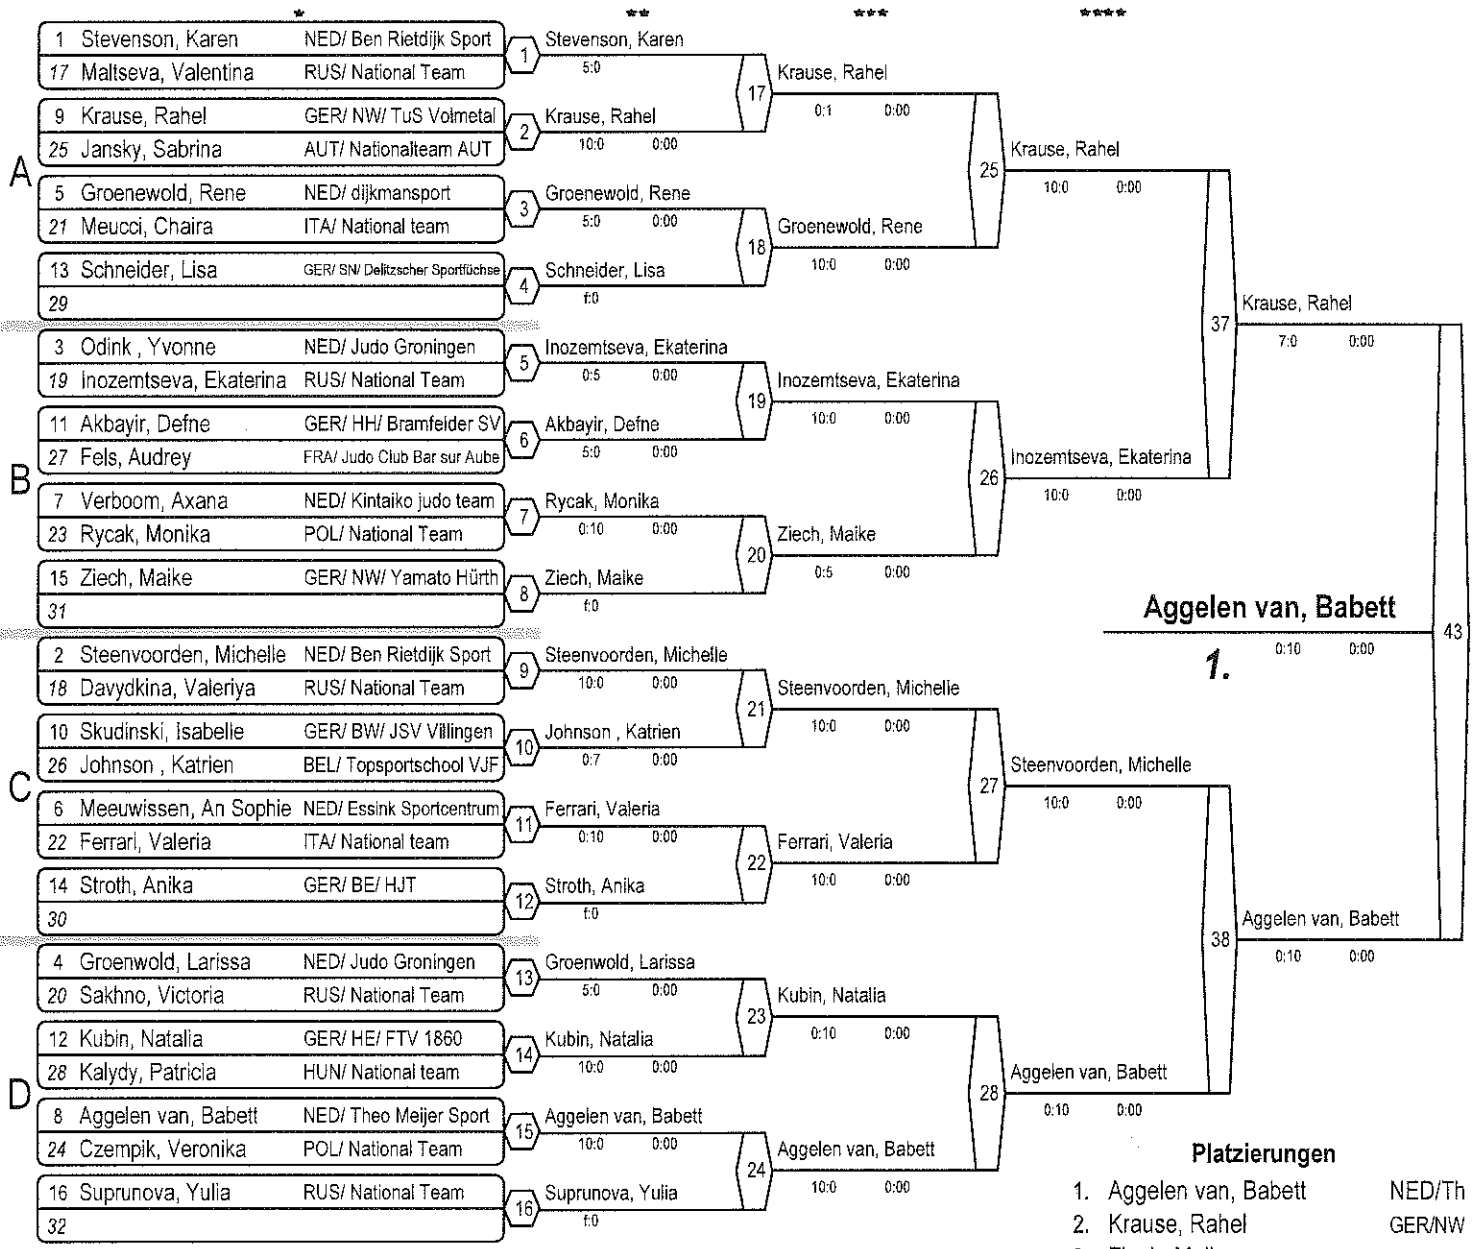 * ** *** ****
A
1 Stevenson, Karen NED/ Ben Rietdijk Sport
17 Maltseva, Valentina RUS/ National Team
9 Krause, Rahel GER/ NW/ TuS Volmetal
25 Jansky, Sabrina AUT/ Nationalteam AUT
5 Groenewold, Rene NED/ dijkmansport
21 Meucci, Chaira ITA/ National team
13 Schneider, Lisa GER/ SN/ Delitzscher Sportfüchse
29
B
3 Odink , Yvonne NED/ Judo Groningen
19 Inozemtseva, Ekaterina RUS/ National Team
11 Akbayir, Defne GER/ HH/ Bramfelder SV
27 Fels, Audrey FRA/ Judo Club Bar sur Aube
7 Verboom, Axana NED/ Kintaiko judo team
23 Rycak, Monika POL/ National Team
15 Ziech, Maike GER/ NW/ Yamato Hürth
31
C
2 Steenvoorden, Michelle NED/ Ben Rietdijk Sport
18 Davydkina, Valeriya RUS/ National Team
10 Skudinski, Isabelle GER/ BW/ JSV Villingen
26 Johnson , Katrien BEL/ Topsportschool VJF
6 Meeuwissen, An Sophie NED/ Essink Sportcentrum
22 Ferrari, Valeria ITA/ National team
14 Stroth, Anika GER/ BE/ HJT
30
D
4 Groenwold, Larissa NED/ Judo Groningen
20 Sakhno, Victoria RUS/ National Team
12 Kubin, Natalia GER/ HE/ FTV 1860
28 Kalydy, Patricia HUN/ National team
8 Aggelen van, Babett NED/ Theo Meijer Sport
24 Czempik, Veronika POL/ National Team
16 Suprunova, Yulia RUS/ National Team
32
1 Stevenson, Karen
5:0
2 Krause, Rahel
10:0 0:00
3 Groenewold, Rene
5:0 0:00
4 Schneider, Lisa
f:0
5 Inozemtseva, Ekaterina
0:5 0:00
6 Akbayir, Defne
5:0 0:00
7 Rycak, Monika
0:10 0:00
8 Ziech, Maike
f:0
9 Steenvoorden, Michelle
10:0 0:00
10 Johnson , Katrien
0:7 0:00
11 Ferrari, Valeria
0:10 0:00
12 Stroth, Anika
f:0
13 Groenwold, Larissa
5:0 0:00
14 Kubin, Natalia
10:0 0:00
15 Aggelen van, Babett
10:0 0:00
16 Suprunova, Yulia
f:0
17 Krause, Rahel
0:1 0:00
18 Groenewold, Rene
10:0 0:00
19 Inozemtseva, Ekaterina
10:0 0:00
20 Ziech, Maike
0:5 0:00
21 Steenvoorden, Michelle
10:0 0:00
22 Ferrari, Valeria
10:0 0:00
23 Kubin, Natalia
0:10 0:00
24 Aggelen van, Babett
10:0 0:00
25 Krause, Rahel
10:0 0:00
26 Inozemtseva, Ekaterina
10:0 0:00
27 Steenvoorden, Michelle
10:0 0:00
28 Aggelen van, Babett
0:10 0:00
37 Krause, Rahel
7:0 0:00
38 Aggelen van, Babett
0:10 0:00
Aggelen van, Babett 43
1. 0:10 0:00
Platzierungen
1. Aggelen van, Babett NED/Th
2. Krause, Rahel GER/NW